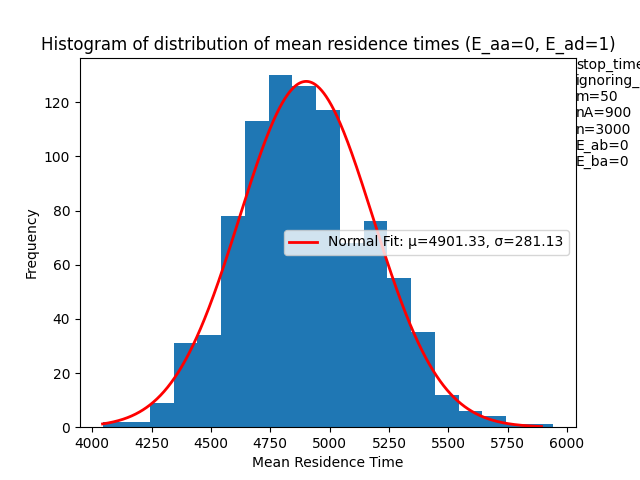 Histogram of distribution of mean residence times (E_aa=0, E_ad=1)
stop_time
ignoring_
m=50
nA=900
n=3000
E_ab=0
E_ba=0
120
100
80
60
40
20
0
Frequency
Normal Fit: μ=4901.33, σ=281.13
4000 4250 4500 4750 5000 5250 5500 5750 6000
Mean Residence Time